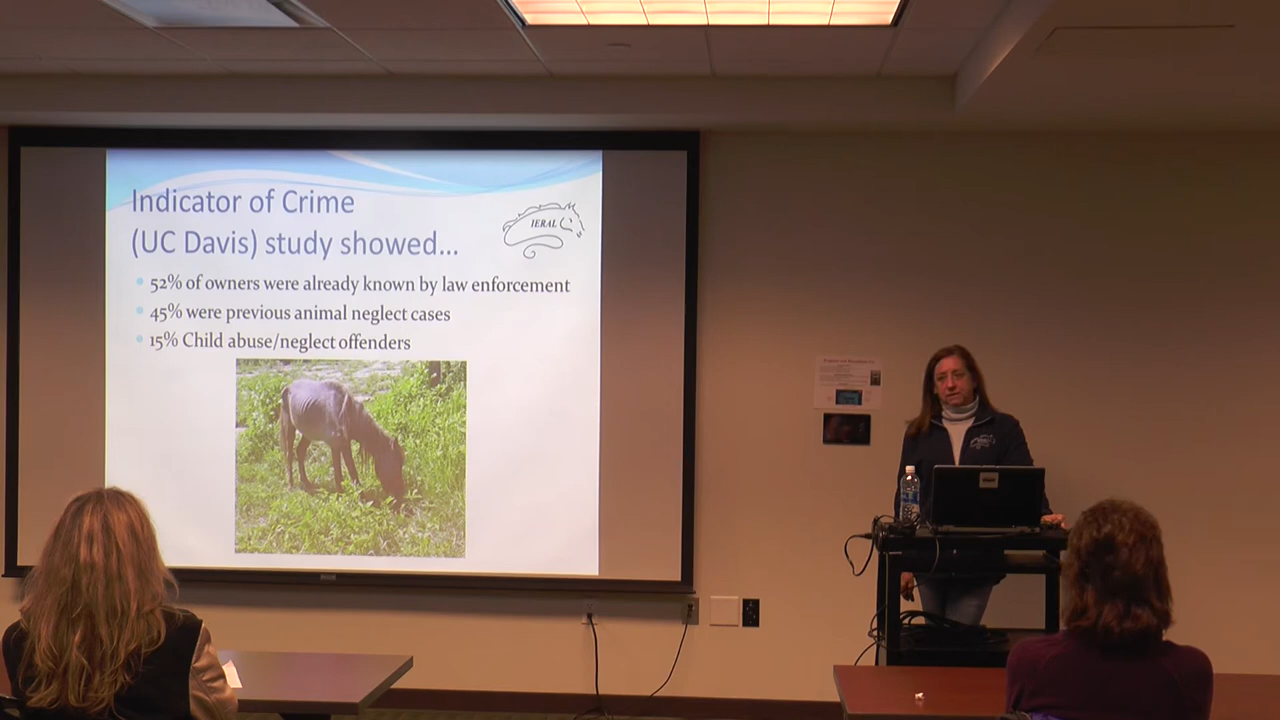 Indicator of Crime
(UC Davis) study showed...
IERAL
52% of owners were already known by law enforcement
45% were previous animal neglect cases
15% Child abuse/neglect offenders